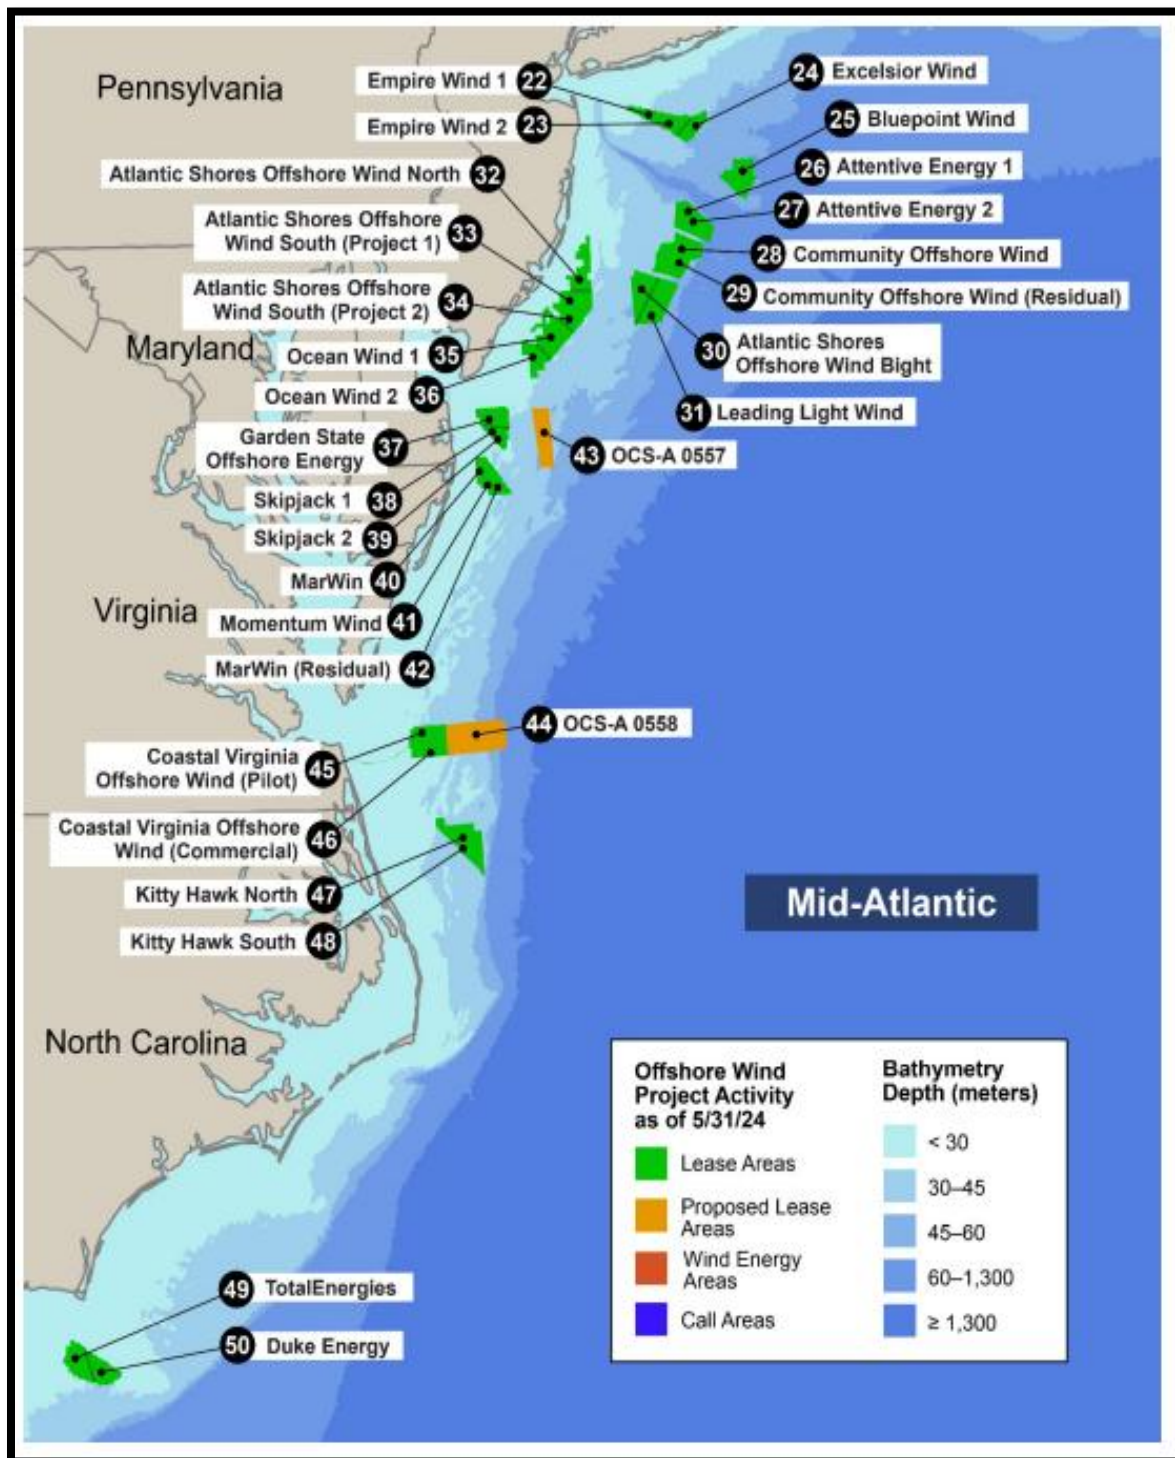 Pennsylvania
Empire Wind 1 22
Empire Wind 2 23
24 Excelsior Wind
25 Bluepoint Wind
26 Attentive Energy 1
27 Attentive Energy 2
28 Community Offshore Wind
29 Community Offshore Wind (Residual)
30 Atlantic Shores
Offshore Wind Bight
31 Leading Light Wind
Atlantic Shores Offshore Wind North 32
Atlantic Shores Offshore
Wind South (Project 1) 33
Atlantic Shores Offshore
Wind South (Project 2) 34
Maryland
Ocean Wind 1 35
Ocean Wind 2 36
Garden State
Offshore Energy 37
Skipjack 1 38
Skipjack 2 39
MarWin 40
Virginia
Momentum Wind 41
MarWin (Residual) 42
43 OCS-A 0557
44 OCS-A 0558
Coastal Virginia
Offshore Wind (Pilot) 45
Coastal Virginia Offshore
Wind (Commercial) 46
Kitty Hawk North 47
Kitty Hawk South 48
Mid-Atlantic
North Carolina
49 TotalEnergies
50 Duke Energy
Offshore Wind
Project Activity
as of 5/31/24
Lease Areas
Proposed Lease
Areas
Wind Energy
Areas
Call Areas
Bathymetry
Depth (meters)
< 30
30–45
45–60
60–1,300
≥ 1,300